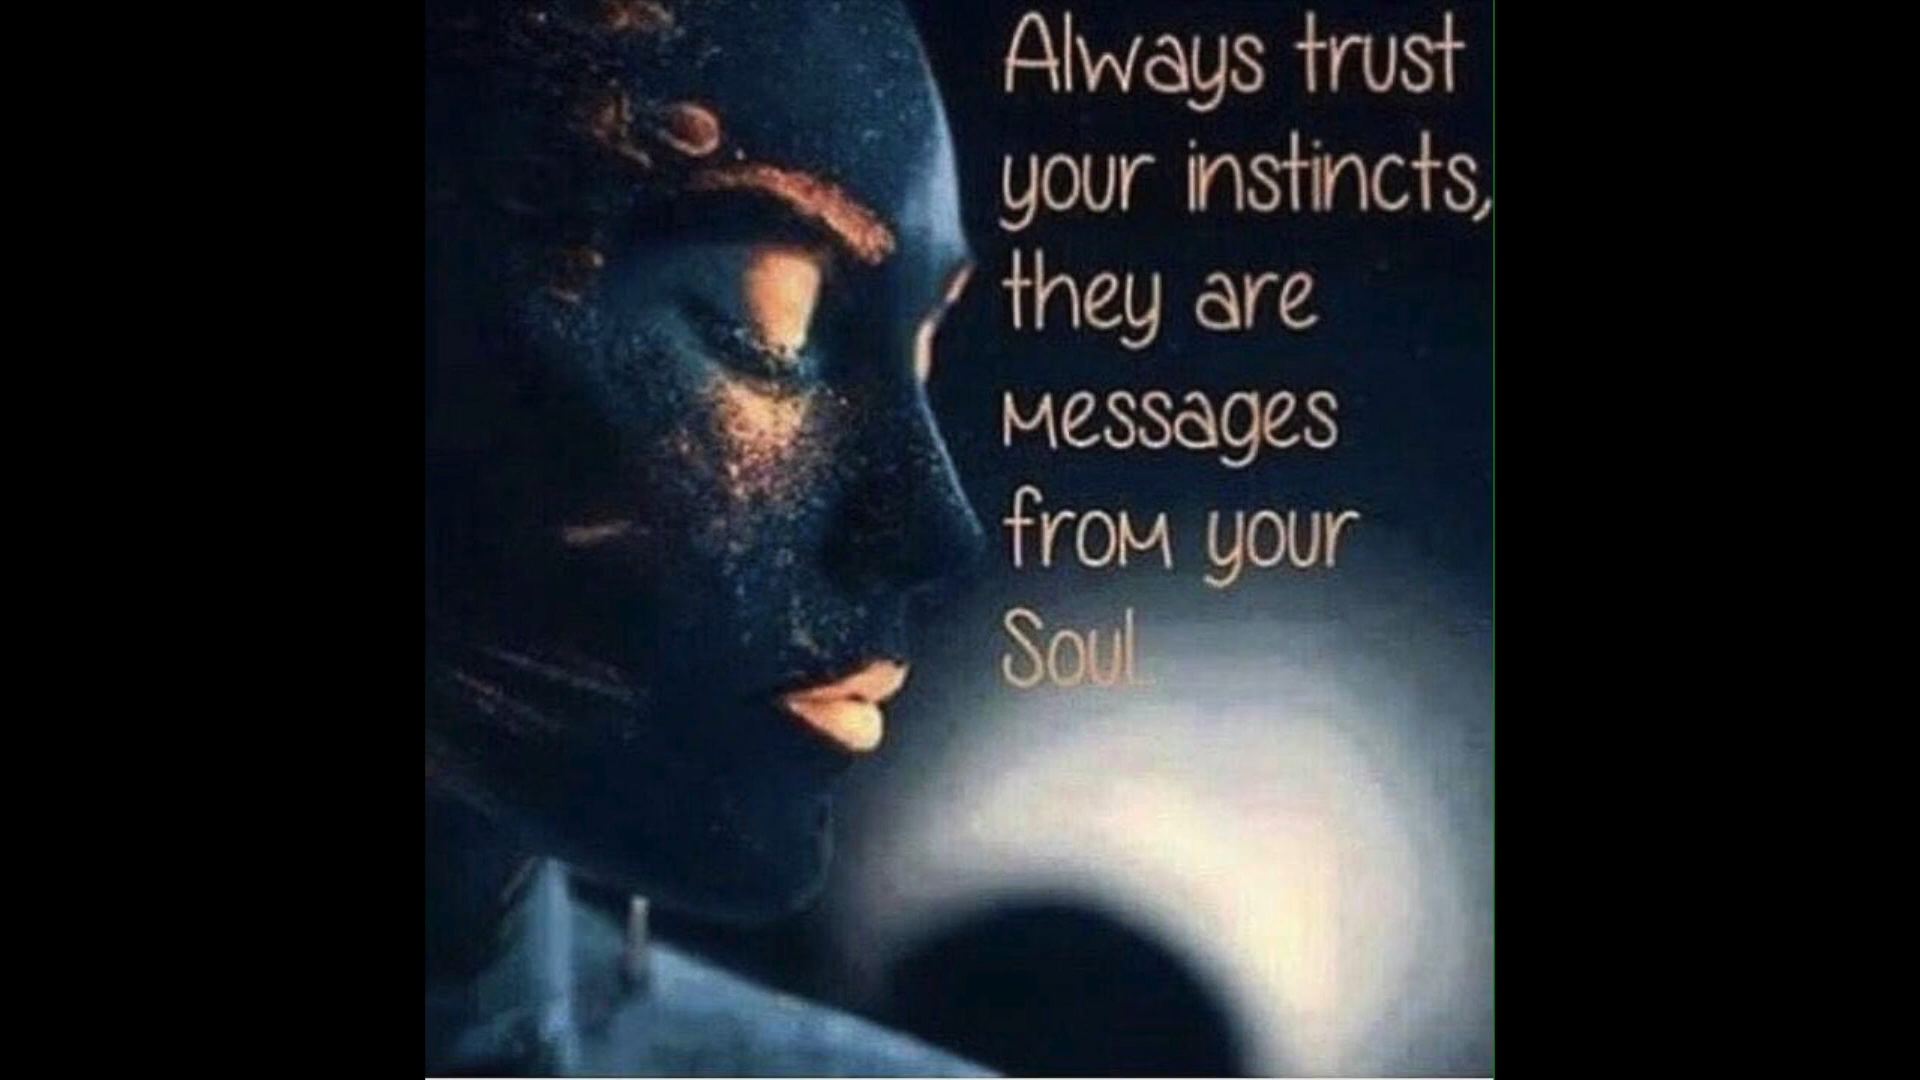 Always trust
your instincts,
they are
messages
from your
Soul.